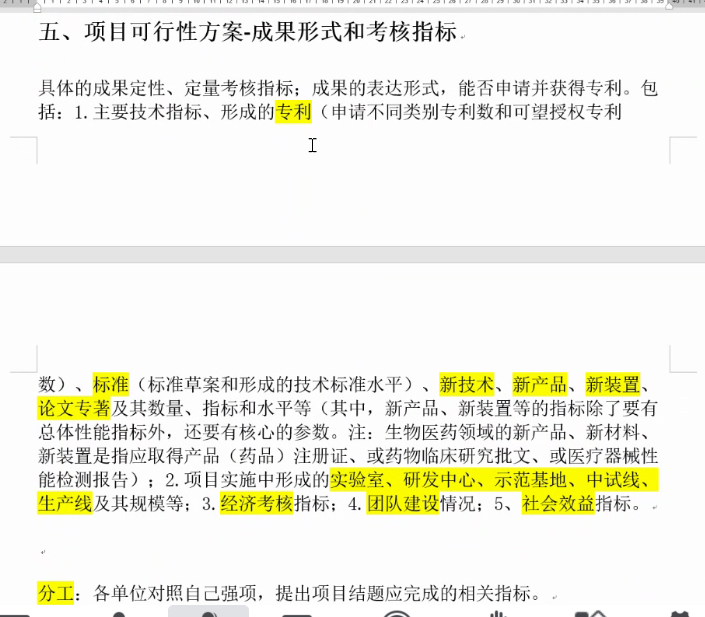 五、项目可行性方案-成果形式和考核指标
具体的成果定性、定量考核指标；成果的表达形式，能否申请并获得专利。包
括：1.主要技术指标、形成的专利（申请不同类别专利数和可望授权专利
数）、标准（标准草案和形成的技术标准水平）、新技术、新产品、新装置、
论文专著及其数量、指标和水平等（其中，新产品、新装置等的指标除了要有
总体性能指标外，还要有核心的参数。注：生物医药领域的新产品、新材料、
新装置是指应取得产品（药品）注册证、或药物临床研究批文、或医疗器械性
能检测报告）；2.项目实施中形成的实验室、研发中心、示范基地、中试线、
生产线及其规模等；3.经济考核指标；4.团队建设情况；5、社会效益指标。
分工：各单位对照自己强项，提出项目结题应完成的相关指标。